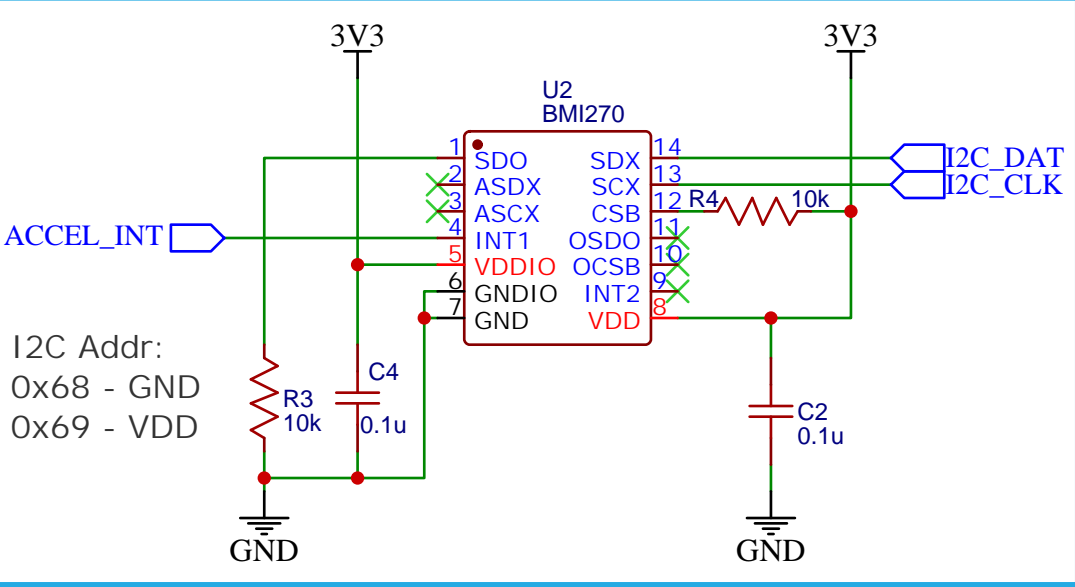 3V3
3V3
U2
BMI270
1
SDO
2
ASDX
3
ASCX
4
INT1
5
VDDIO
6
GNDIO
7
GND
14
SDX
13
SCX
12
CSB
11
OSDO
10
OCSB
9
INT2
8
VDD
I2C_DAT
I2C_CLK
R4
10k
ACCEL_INT
I2C Addr:
0x68 - GND
0x69 - VDD
R3
10k
C4
0.1u
C2
0.1u
GND
GND